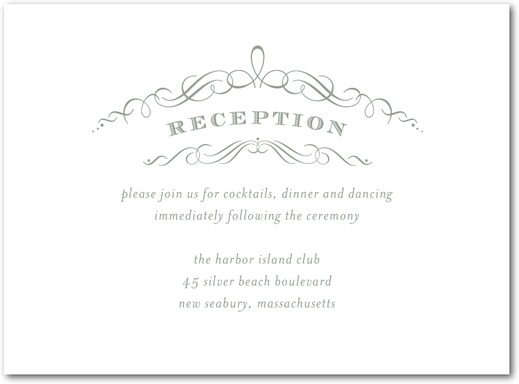 RECEPTION
please join us for cocktails, dinner and dancing
immediately following the ceremony
the harbor island club
45 silver beach boulevard
new seabury, massachusetts